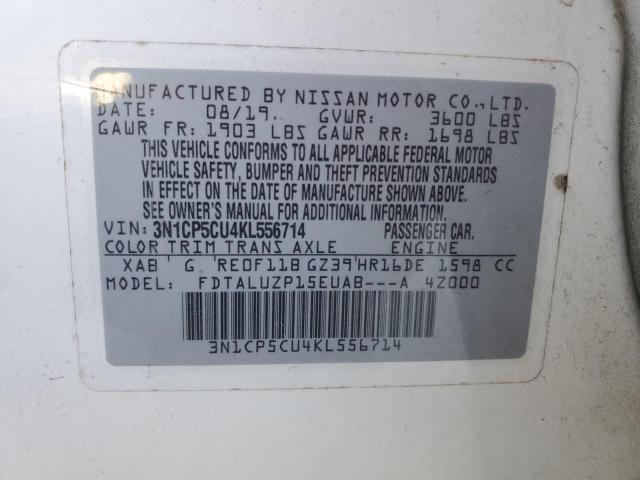 MANUFACTURED BY NISSAN MOTOR CO., LTD.
DATE: 08/19. GVWR: 3600 LBS
GAWR FR: 1903 LBS GAWR RR: 1698 LBS
THIS VEHICLE CONFORMS TO ALL APPLICABLE FEDERAL MOTOR
VEHICLE SAFETY, BUMPER AND THEFT PREVENTION STANDARDS
IN EFFECT ON THE DATE OF MANUFACTURE SHOWN ABOVE.
SEE OWNER'S MANUAL FOR ADDITIONAL INFORMATION
VIN: 3N1CP5CU4KL556714 PASSENGER CAR.
COLOR TRIM TRANS AXLE ENGINE
XAB G RE0F11B GZ39 HR16DE 1598 CC
MODEL: FDTALUZP15EUAB---A 4Z000
3N1CP5CU4KL556714